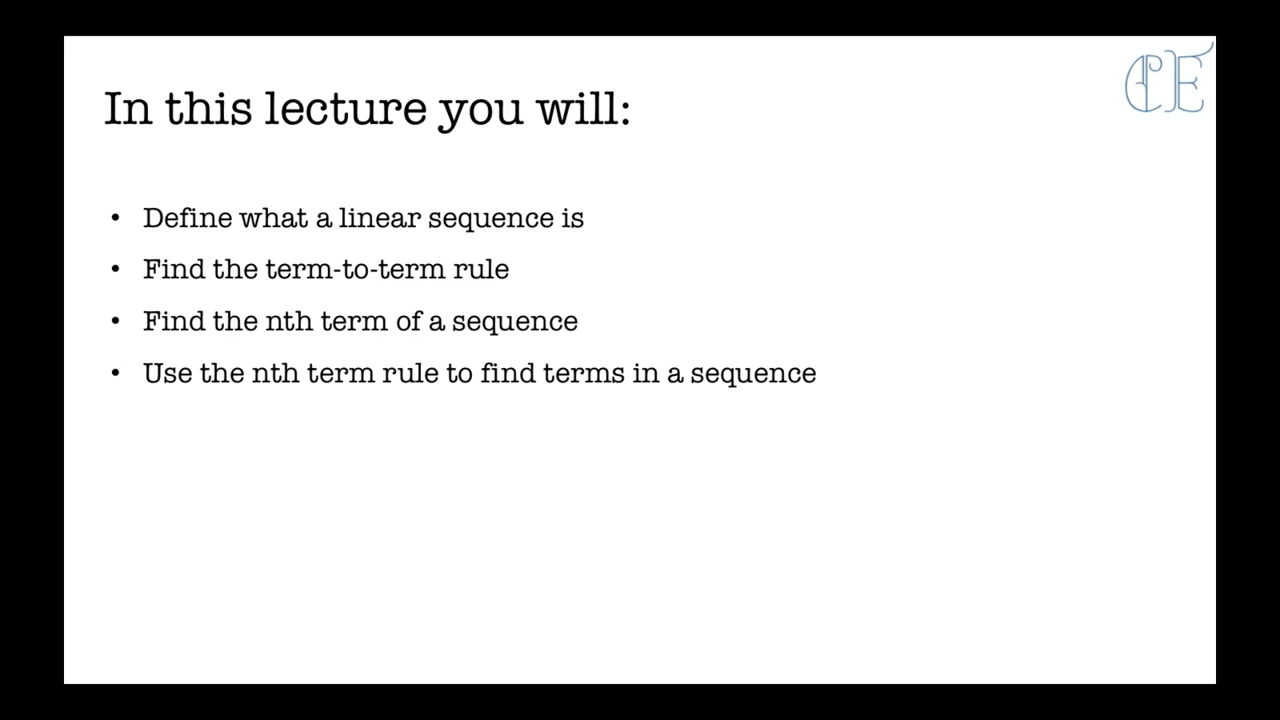 In this lecture you will:
• Define what a linear sequence is
• Find the term-to-term rule
• Find the nth term of a sequence
• Use the nth term rule to find terms in a sequence